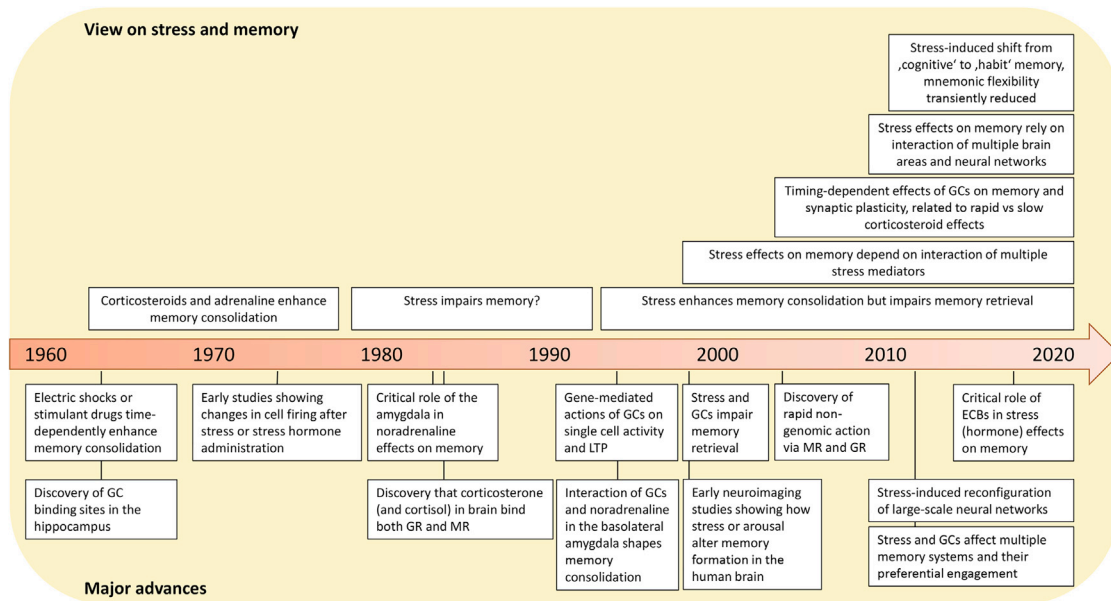 View on stress and memory
Stress-induced shift from
‚cognitive‘ to ‚habit‘ memory,
mnemonic flexibility
transiently reduced
Stress effects on memory rely on
interaction of multiple brain
areas and neural networks
Timing-dependent effects of GCs on memory and
synaptic plasticity, related to rapid vs slow
corticosteroid effects
Stress effects on memory depend on interaction of multiple
stress mediators
Corticosteroids and adrenaline enhance
memory consolidation
Stress impairs memory?
Stress enhances memory consolidation but impairs memory retrieval
1960 1970 1980 1990 2000 2010 2020
Electric shocks or
stimulant drugs time-
dependently enhance
memory consolidation
Early studies showing
changes in cell firing after
stress or stress hormone
administration
Critical role of the
amygdala in
noradrenaline
effects on memory
Gene-mediated
actions of GCs on
single cell activity
and LTP
Stress and
GCs impair
memory
retrieval
Discovery of
rapid non-
genomic action
via MR and GR
Critical role of
ECBs in stress
(hormone) effects
on memory
Discovery of GC
binding sites in the
hippocampus
Discovery that corticosterone
(and cortisol) in brain bind
both GR and MR
Interaction of GCs
and noradrenaline
in the basolateral
amygdala shapes
memory
consolidation
Early neuroimaging
studies showing how
stress or arousal
alter memory
formation in the
human brain
Stress-induced reconfiguration
of large-scale neural networks
Stress and GCs affect multiple
memory systems and their
preferential engagement
Major advances